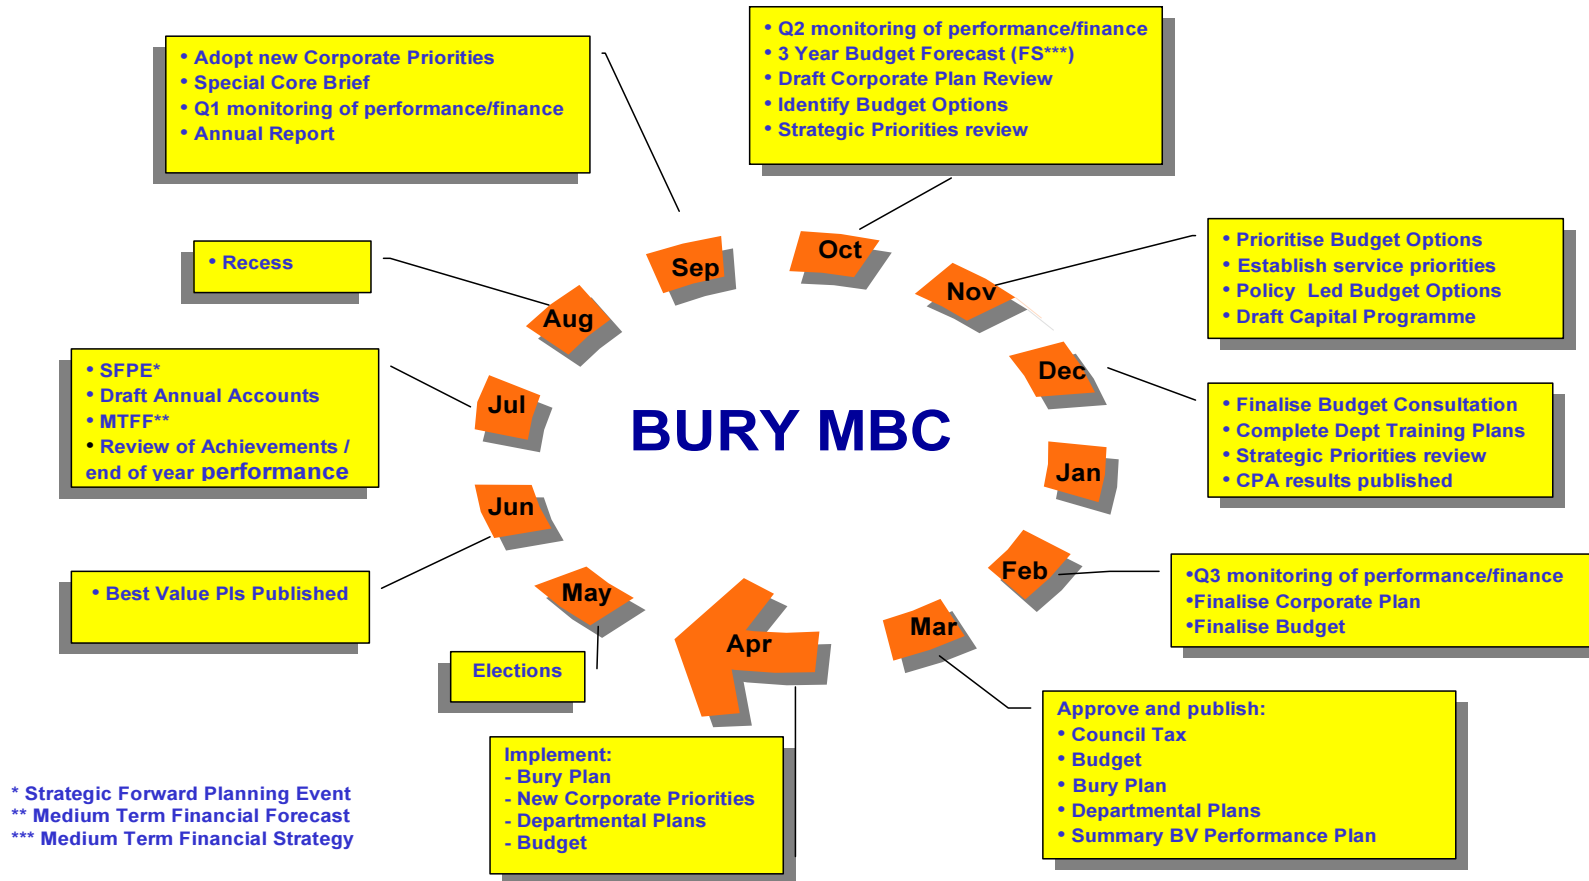 • Adopt new Corporate Priorities
• Special Core Brief
• Q1 monitoring of performance/finance
• Annual Report
• Q2 monitoring of performance/finance
• 3 Year Budget Forecast (FS***)
• Draft Corporate Plan Review
• Identify Budget Options
• Strategic Priorities review
• Recess
Sep
Oct
Nov
• Prioritise Budget Options
• Establish service priorities
• Policy Led Budget Options
• Draft Capital Programme
Aug
Dec
• SFPE*
• Draft Annual Accounts
• MTFF**
• Review of Achievements /
end of year performance
Jul
BURY MBC
Jan
• Finalise Budget Consultation
• Complete Dept Training Plans
• Strategic Priorities review
• CPA results published
Jun
Feb
• Best Value PIs Published
May
Apr
Mar
•Q3 monitoring of performance/finance
•Finalise Corporate Plan
•Finalise Budget
Elections
Implement:
- Bury Plan
- New Corporate Priorities
- Departmental Plans
- Budget
Approve and publish:
• Council Tax
• Budget
• Bury Plan
• Departmental Plans
• Summary BV Performance Plan
* Strategic Forward Planning Event
** Medium Term Financial Forecast
*** Medium Term Financial Strategy